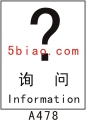 ?
5biao.com
询 问
Information
A478